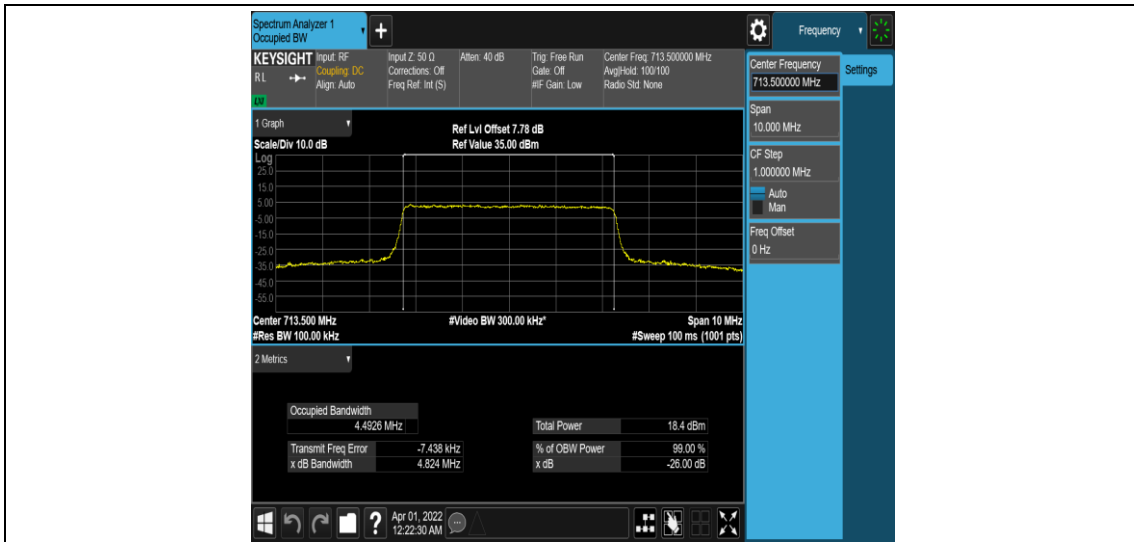 Spectrum Analyzer 1
Occupied BW
+
Frequency
KEYSIGHT Input: RF Input Z: 50 Ω Atten: 40 dB Trig: Free Run Center Freq: 713.500000 MHz
RL Coupling: DC Corrections: Off Gate: Off Avg|Hold: 100/100
Align: Auto Freq Ref: Int (S) #IF Gain: Low Radio Std: None
LXI
Center Frequency
713.500000 MHz
Settings
Span
10.000 MHz
CF Step
1.000000 MHz
Auto
Man
Freq Offset
0 Hz
1 Graph
Ref Lvl Offset 7.78 dB
Scale/Div 10.0 dB Ref Value 35.00 dBm
Log
25.0
15.0
5.00
-5.00
-15.0
-25.0
-35.0
-45.0
-55.0
Center 713.500 MHz #Video BW 300.00 kHz* Span 10 MHz
#Res BW 100.00 kHz #Sweep 100 ms (1001 pts)
2 Metrics
Occupied Bandwidth
4.4926 MHz Total Power 18.4 dBm
Transmit Freq Error -7.438 kHz % of OBW Power 99.00 %
x dB Bandwidth 4.824 MHz x dB -26.00 dB
?
Apr 01, 2022
12:22:30 AM